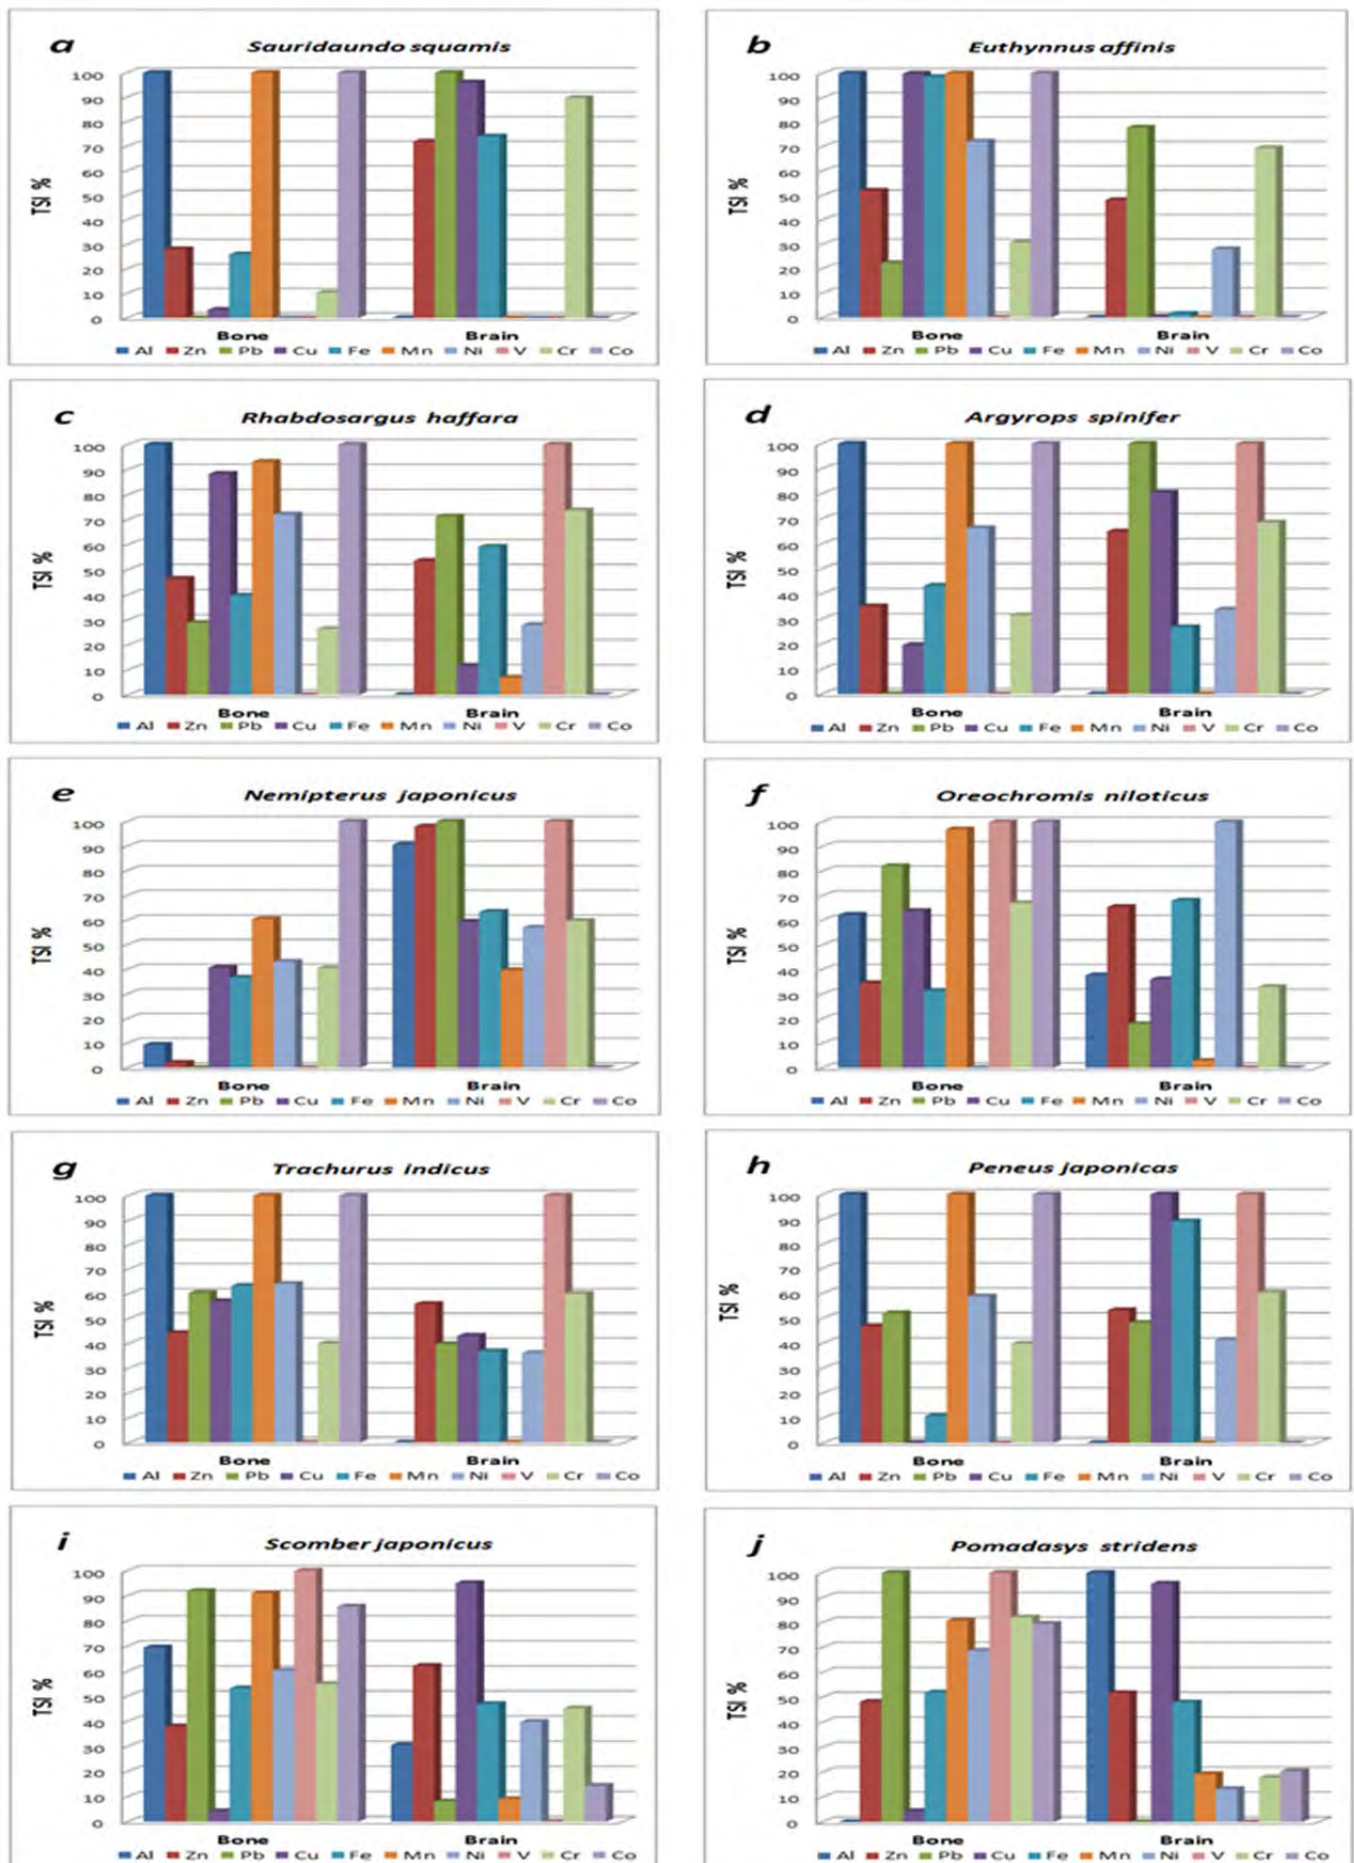 a Sauridaundo squamis
TSI %
100
90
80
70
60
50
40
30
20
10
0
Bone Brain
Al Zn Pb Cu Fe Mn Ni V Cr Co
b Euthynnus affinis
TSI %
100
90
80
70
60
50
40
30
20
10
0
Bone Brain
Al Zn Pb Cu Fe Mn Ni V Cr Co
c Rhabdosargus haffara
TSI %
100
90
80
70
60
50
40
30
20
10
0
Bone Brain
Al Zn Pb Cu Fe Mn Ni V Cr Co
d Argyrops spinifer
TSI %
100
90
80
70
60
50
40
30
20
10
0
Bone Brain
Al Zn Pb Cu Fe Mn Ni V Cr Co
e Nemipterus japonicus
TSI %
100
90
80
70
60
50
40
30
20
10
0
Bone Brain
Al Zn Pb Cu Fe Mn Ni V Cr Co
f Oreochromis niloticus
TSI %
100
90
80
70
60
50
40
30
20
10
0
Bone Brain
Al Zn Pb Cu Fe Mn Ni V Cr Co
g Trachurus indicus
TSI %
100
90
80
70
60
50
40
30
20
10
0
Bone Brain
Al Zn Pb Cu Fe Mn Ni V Cr Co
h Peneus japonicas
TSI %
100
90
80
70
60
50
40
30
20
10
0
Bone Brain
Al Zn Pb Cu Fe Mn Ni V Cr Co
i Scomber japonicus
TSI %
100
90
80
70
60
50
40
30
20
10
0
Bone Brain
Al Zn Pb Cu Fe Mn Ni V Cr Co
j Pomadasys stridens
TSI %
100
90
80
70
60
50
40
30
20
10
0
Bone Brain
Al Zn Pb Cu Fe Mn Ni V Cr Co